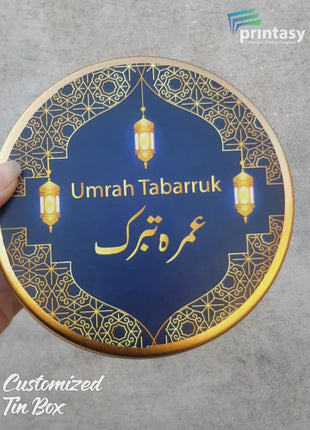 printasy
Umrah Tabarruk
عمرہ تبرک
Customized
Tin Box